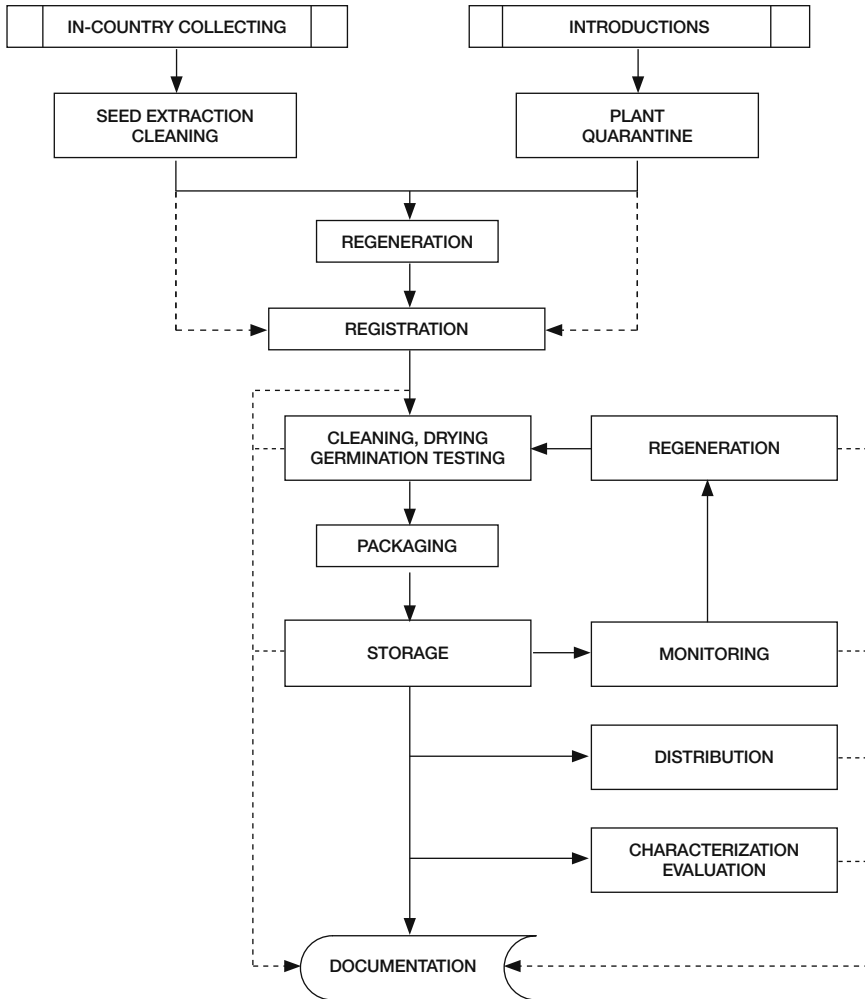 IN-COUNTRY COLLECTING
INTRODUCTIONS
SEED EXTRACTION
CLEANING
PLANT
QUARANTINE
REGENERATION
REGISTRATION
CLEANING, DRYING
GERMINATION TESTING
REGENERATION
PACKAGING
STORAGE
MONITORING
DISTRIBUTION
CHARACTERIZATION
EVALUATION
DOCUMENTATION